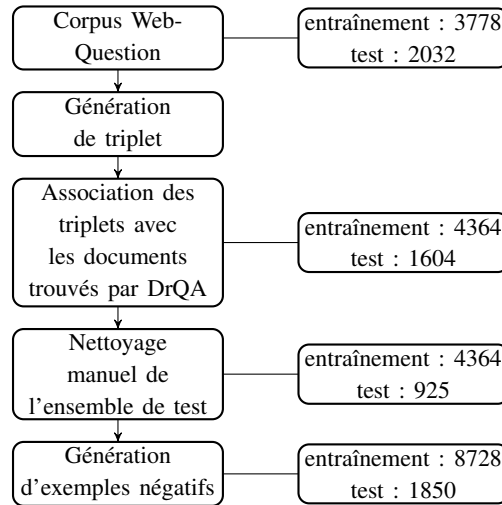 Corpus Web-
Question
entraînement : 3778
test : 2032
Génération
de triplet
Association des
triplets avec
les documents
trouvés par DrQA
entraînement : 4364
test : 1604
Nettoyage
manuel de
l'ensemble de test
entraînement : 4364
test : 925
Génération
d'exemples négatifs
entraînement : 8728
test : 1850